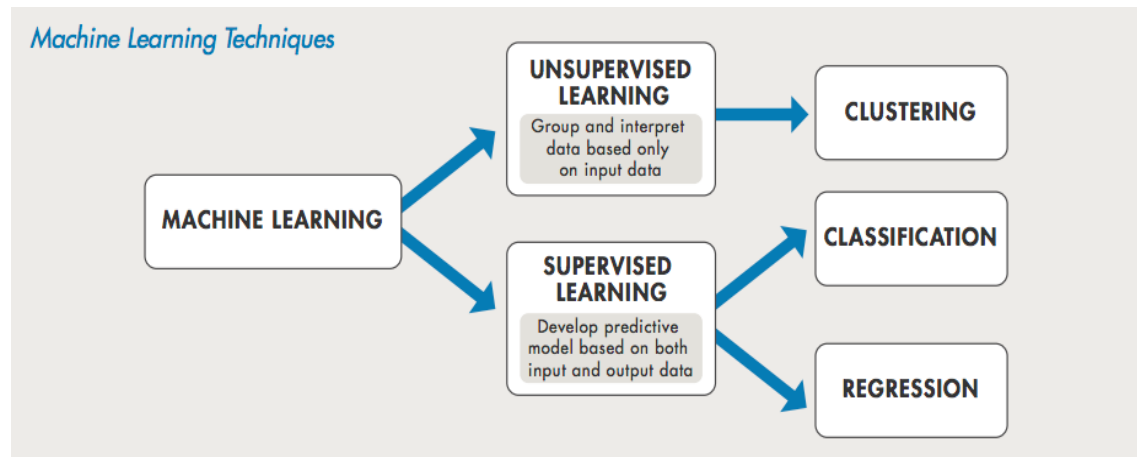 Machine Learning Techniques
MACHINE LEARNING
UNSUPERVISED
LEARNING
Group and interpret
data based only
on input data
CLUSTERING
SUPERVISED
LEARNING
Develop predictive
model based on both
input and output data
CLASSIFICATION
REGRESSION